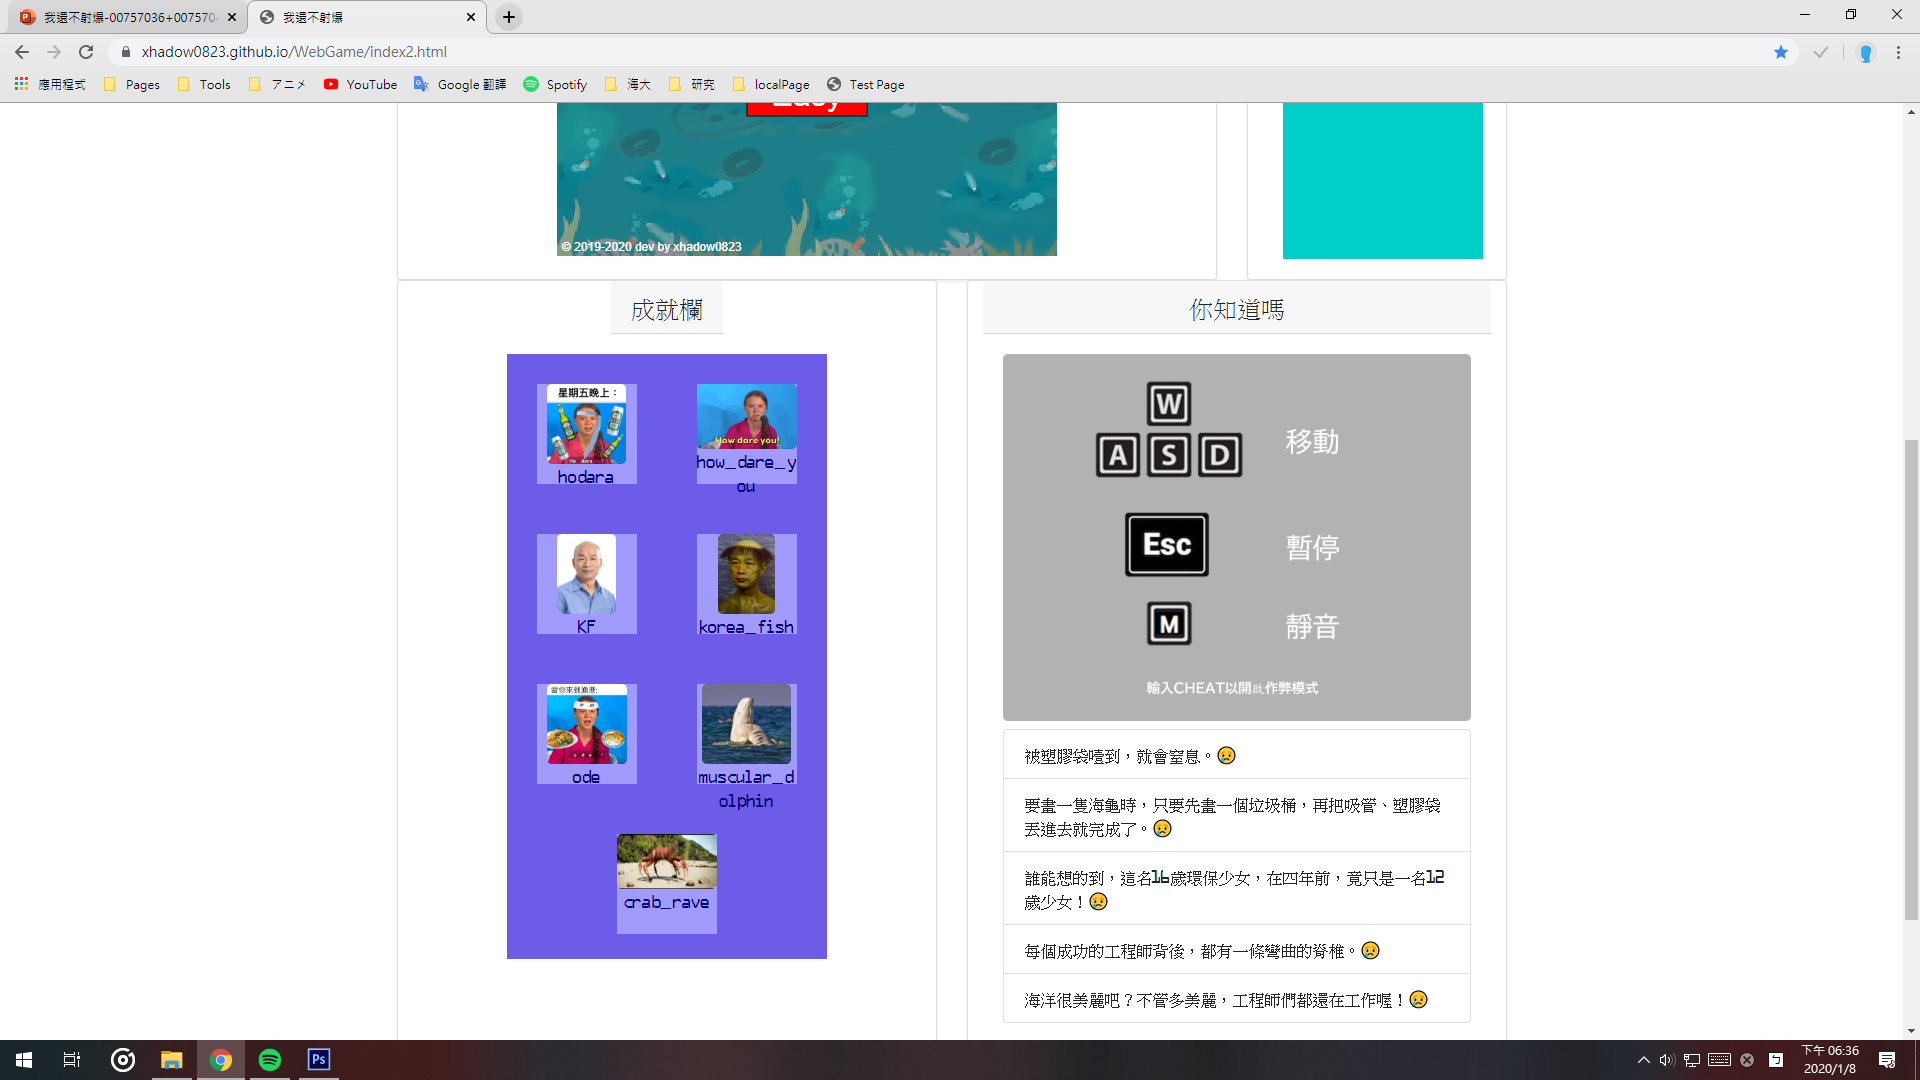 我還不射爆-00757036+007570
我還不射爆
xhadow0823.github.io/WebGame/index2.html
應用程式
Pages
Tools
アニメ
YouTube
Google 翻譯
Spotify
海大
研究
localPage
Test Page
Easy
© 2019-2020 dev by xhadow0823
成就欄
你知道嗎
星期五晚上：
hodara
How dare you!
how_dare_y
ou
KF
korea_fish
當你來到漁港:
ode
muscular_d
olphin
crab_rave
W
A S D
移動
Esc
暫停
M
靜音
輸入CHEAT以開啟作弊模式
被塑膠袋噎到，就會窒息。😥
要畫一隻海龜時，只要先畫一個垃圾桶，再把吸管、塑膠袋
丟進去就完成了。😥
誰能想的到，這名16歲環保少女，在四年前，竟只是一名12
歲少女！😥
每個成功的工程師背後，都有一條彎曲的脊椎。😥
海洋很美麗吧？不管多美麗，工程師們都還在工作喔！😥
Ps
ㄅ
下午 06:36
2020/1/8